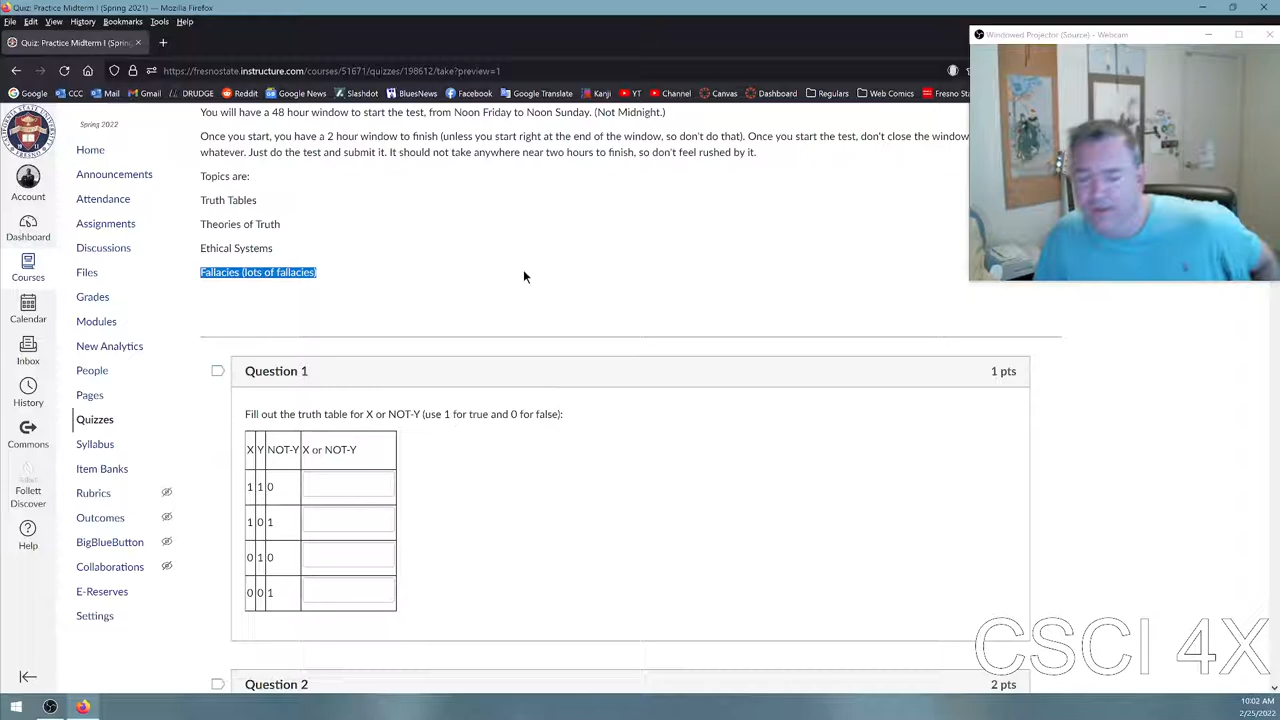 Quiz: Practice Midterm I (Spring 2021) — Mozilla Firefox
File Edit View History Bookmarks Tools Help
Quiz: Practice Midterm I (Spring
https://fresnostate.instructure.com/courses/51671/quizzes/198612/take?preview=1
Google CCC Mail Gmail DRUDGE Reddit Google News Slashdot BluesNews Facebook Google Translate Kanji YT Channel Canvas Dashboard Regulars COM Links Fresno Sta
Windowed Projector (Source) - Webcam
Spring 2022
Home
Announcements
Attendance
Assignments
Discussions
Files
Grades
Modules
New Analytics
People
Pages
Quizzes
Syllabus
Item Banks
Rubrics
Outcomes
BigBlueButton
Collaborations
E-Reserves
Settings
Account
Dashboard
Courses
Calendar
Inbox
History
Commons
Follett
Discover
Help
You will have a 48 hour window to start the test, from Noon Friday to Noon Sunday. (Not Midnight.)
Once you start, you have a 2 hour window to finish (unless you start right at the end of the window, so don't do that). Once you start the test, don't close the window
whatever. Just do the test and submit it. It should not take anywhere near two hours to finish, so don't feel rushed by it.
Topics are:
Truth Tables
Theories of Truth
Ethical Systems
Fallacies (lots of fallacies)
Question 1 1 pts
Fill out the truth table for X or NOT-Y (use 1 for true and 0 for false):
X Y NOT-Y X or NOT-Y
1 1 0
1 0 1
0 1 0
0 0 1
Question 2 2 pts
CSCI 4X
10:02 AM
2/25/2022